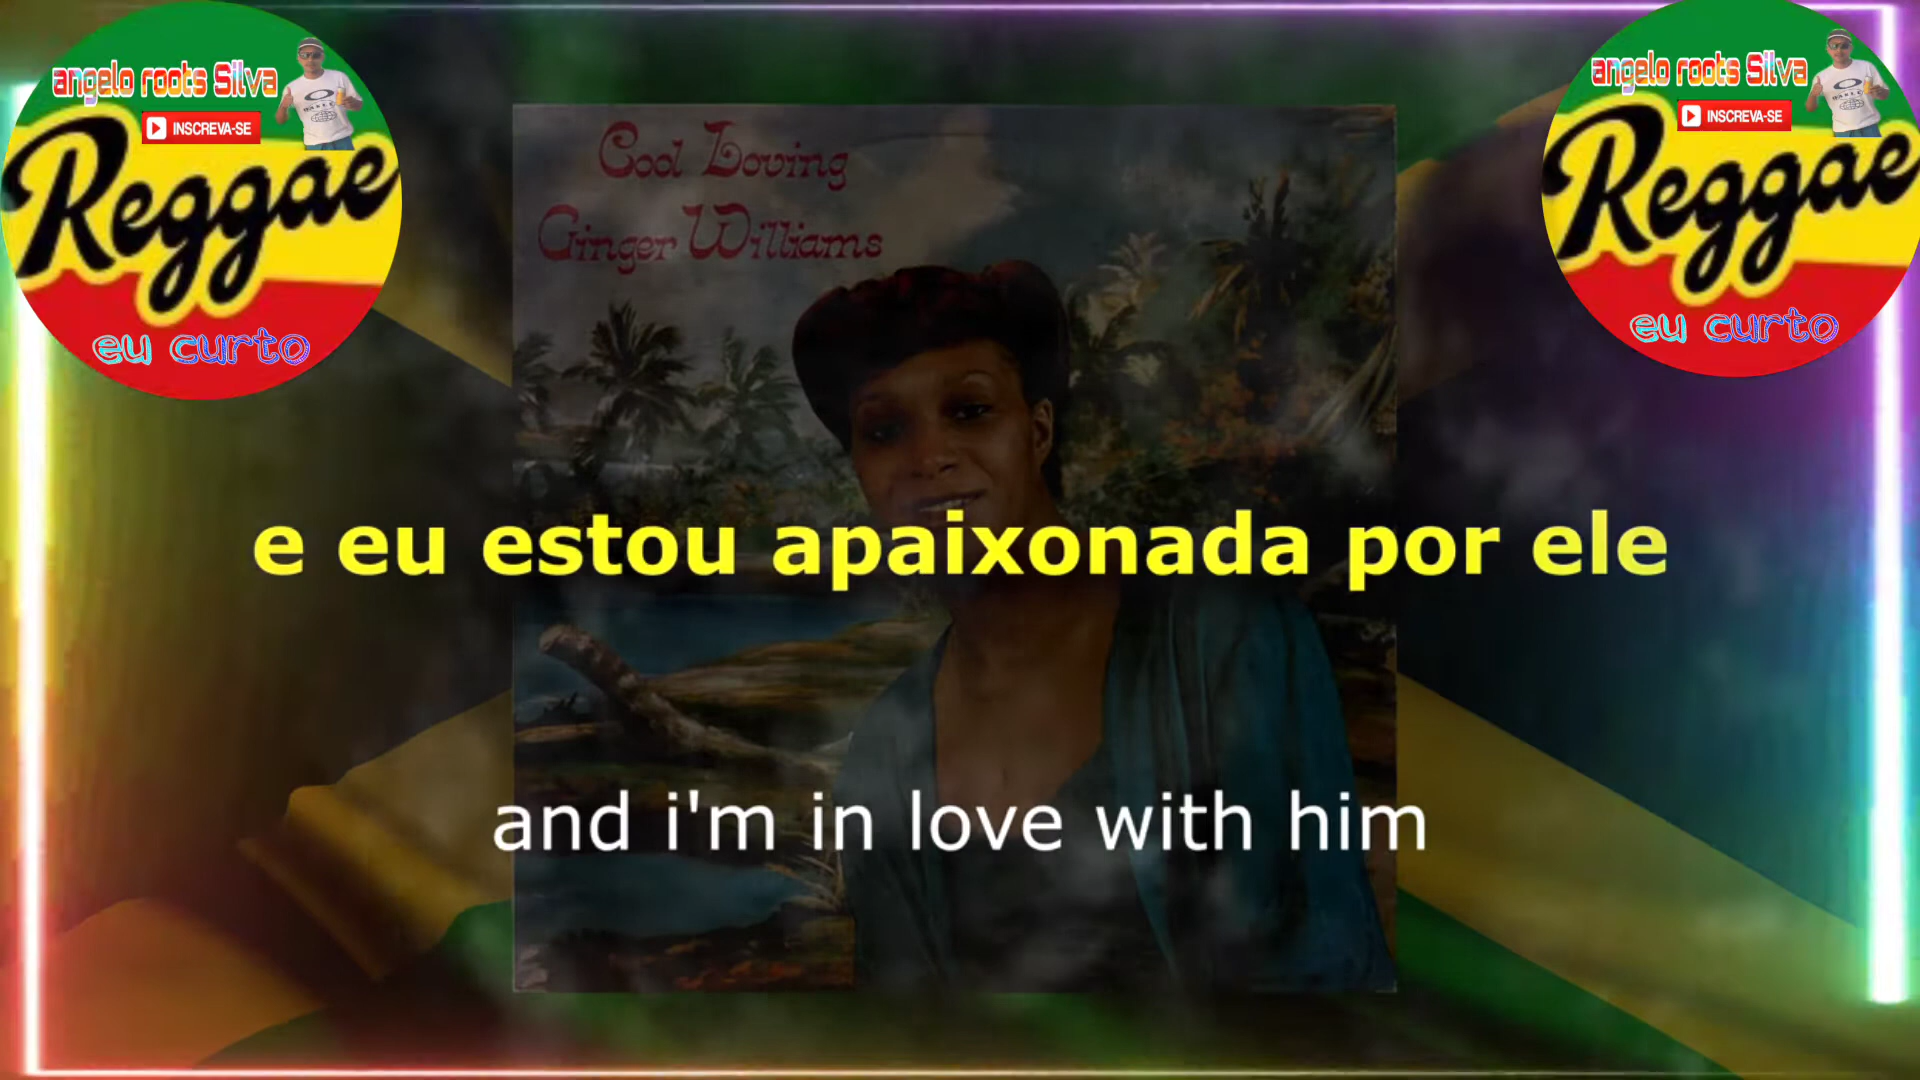 angelo roots Silva
INSCREVA-SE
Reggae
eu curto
angelo roots Silva
INSCREVA-SE
Reggae
eu curto
Cool Loving
Ginger Williams
e eu estou apaixonada por ele
and i'm in love with him